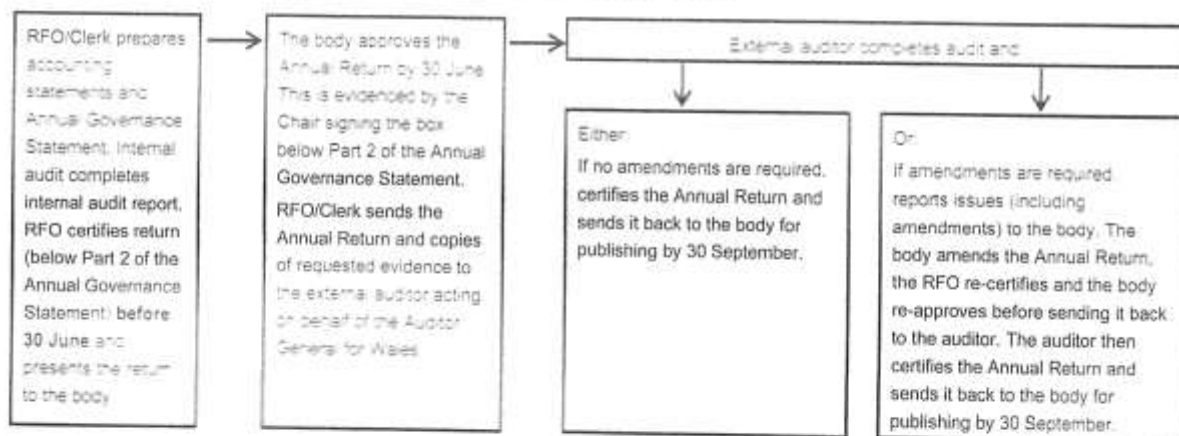 RFO/Clerk prepares
accounting
statements and
Annual Governance
Statement. Internal
audit completes
internal audit report.
RFO certifies return
(below Part 2 of the
Annual Governance
Statement) before
30 June and
presents the return
to the body
The body approves the
Annual Return by 30 June
This is evidenced by the
Chair signing the box
below Part 2 of the Annual
Governance Statement.
RFO/Clerk sends the
Annual Return and copies
of requested evidence to
the external auditor acting
on behalf of the Auditor
General for Wales
External auditor completes audit and
Either
If no amendments are required,
certifies the Annual Return and
sends it back to the body for
publishing by 30 September.
Or
If amendments are required
reports issues (including
amendments) to the body. The
body amends the Annual Return,
the RFO re-certifies and the body
re-approves before sending it back
to the auditor. The auditor then
certifies the Annual Return and
sends it back to the body for
publishing by 30 September.